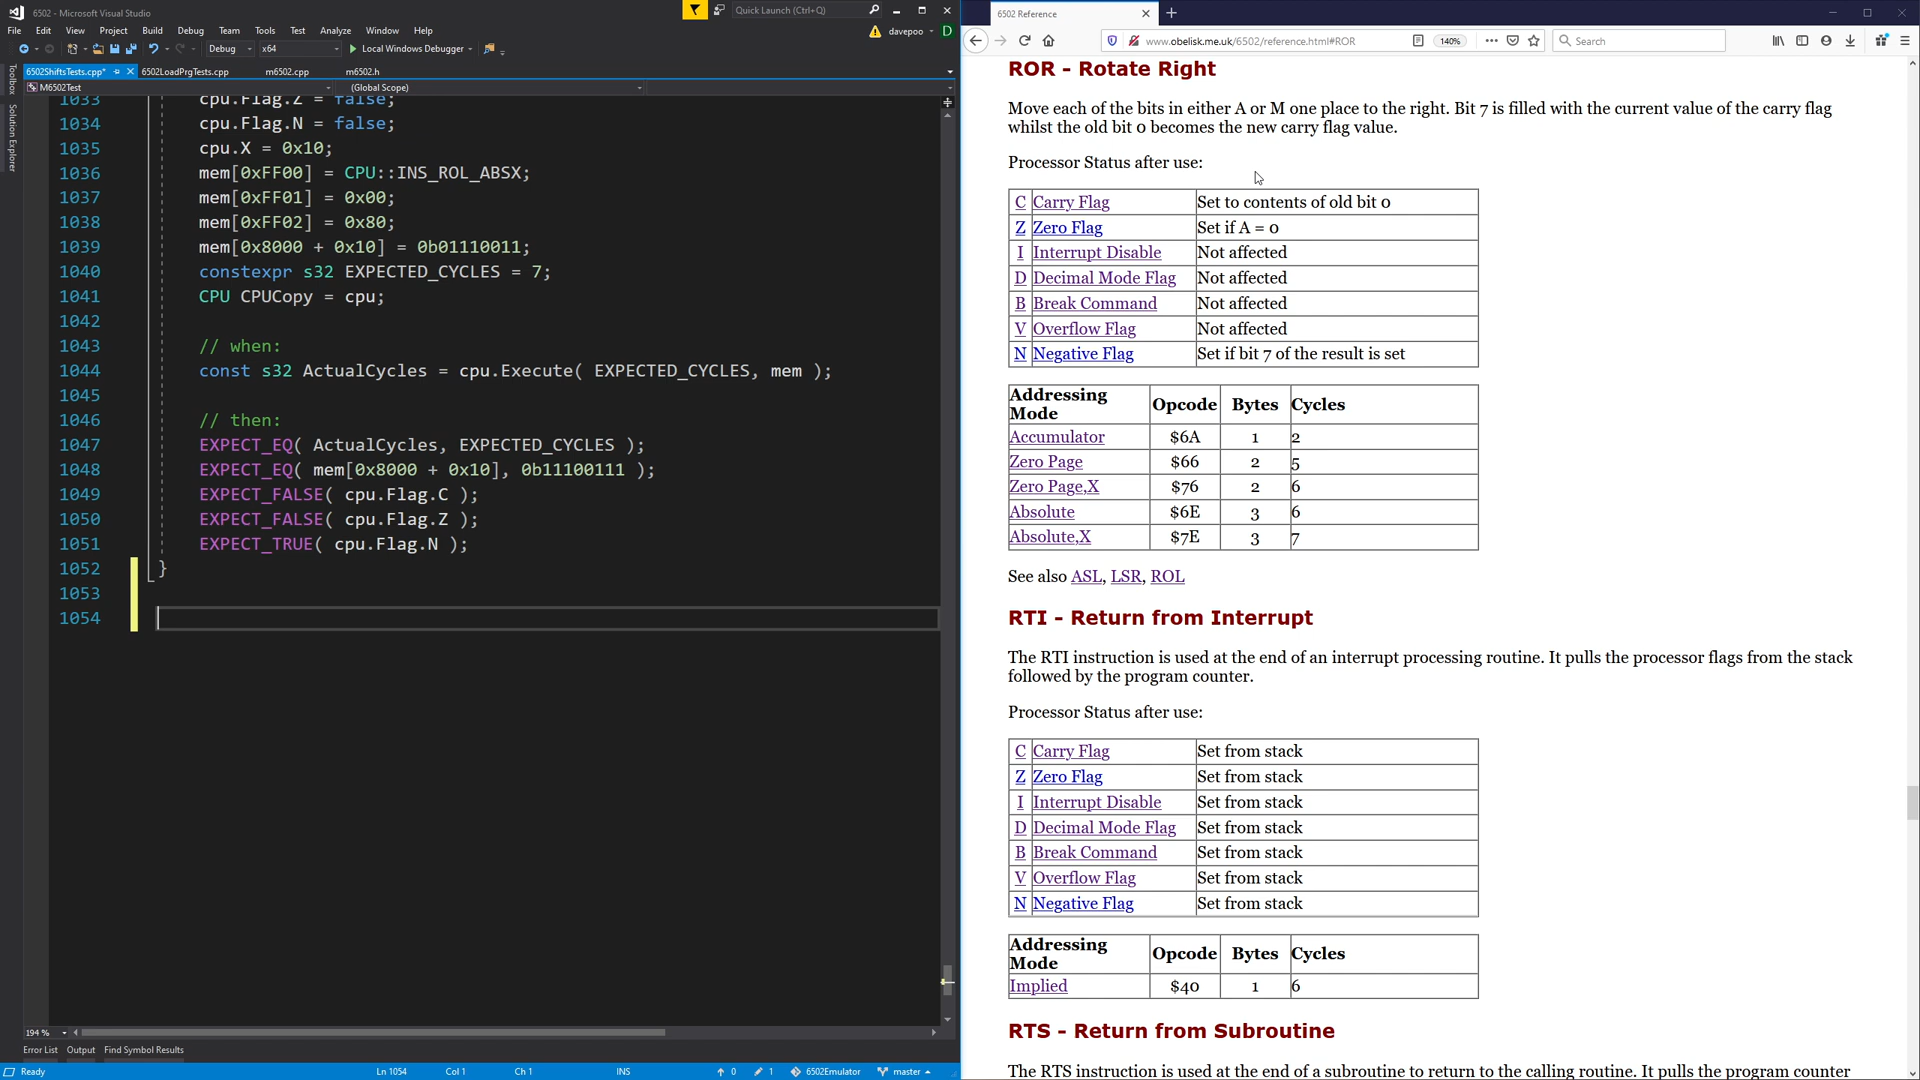 6502 - Microsoft Visual Studio
Quick Launch (Ctrl+Q)
File Edit View Project Build Debug Team Tools Test Analyze Window Help
davepoo D
Debug x64 Local Windows Debugger
Toolbox
Solution Explorer
6502ShiftsTests.cpp* 6502LoadPrgTests.cpp m6502.cpp m6502.h
M6502Test (Global Scope)
1033 cpu.Flag.Z = false;
1034 cpu.Flag.N = false;
1035 cpu.X = 0x10;
1036 mem[0xFF00] = CPU::INS_ROL_ABSX;
1037 mem[0xFF01] = 0x00;
1038 mem[0xFF02] = 0x80;
1039 mem[0x8000 + 0x10] = 0b01110011;
1040 constexpr s32 EXPECTED_CYCLES = 7;
1041 CPU CPUCopy = cpu;
1042
1043 // when:
1044 const s32 ActualCycles = cpu.Execute( EXPECTED_CYCLES, mem );
1045
1046 // then:
1047 EXPECT_EQ( ActualCycles, EXPECTED_CYCLES );
1048 EXPECT_EQ( mem[0x8000 + 0x10], 0b11100111 );
1049 EXPECT_FALSE( cpu.Flag.C );
1050 EXPECT_FALSE( cpu.Flag.Z );
1051 EXPECT_TRUE( cpu.Flag.N );
1052 }
1053
1054
194 %
Error List Output Find Symbol Results
Ready Ln 1054 Col 1 Ch 1 INS 0 1 6502Emulator master
6502 Reference
www.obelisk.me.uk/6502/reference.html#ROR 140% Search
ROR - Rotate Right
Move each of the bits in either A or M one place to the right. Bit 7 is filled with the current value of the carry flag
whilst the old bit 0 becomes the new carry flag value.
Processor Status after use:
C Carry Flag Set to contents of old bit 0
Z Zero Flag Set if A = 0
I Interrupt Disable Not affected
D Decimal Mode Flag Not affected
B Break Command Not affected
V Overflow Flag Not affected
N Negative Flag Set if bit 7 of the result is set
Addressing Mode Opcode Bytes Cycles
Accumulator $6A 1 2
Zero Page $66 2 5
Zero Page,X $76 2 6
Absolute $6E 3 6
Absolute,X $7E 3 7
See also ASL, LSR, ROL
RTI - Return from Interrupt
The RTI instruction is used at the end of an interrupt processing routine. It pulls the processor flags from the stack
followed by the program counter.
Processor Status after use:
C Carry Flag Set from stack
Z Zero Flag Set from stack
I Interrupt Disable Set from stack
D Decimal Mode Flag Set from stack
B Break Command Set from stack
V Overflow Flag Set from stack
N Negative Flag Set from stack
Addressing Mode Opcode Bytes Cycles
Implied $40 1 6
RTS - Return from Subroutine
The RTS instruction is used at the end of a subroutine to return to the calling routine. It pulls the program counter